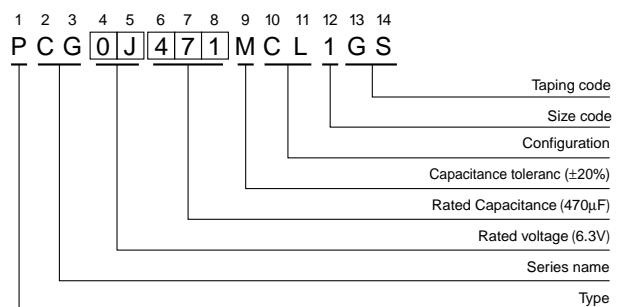 1 2 3 4 5 6 7 8 9 10 11 12 13 14
P C G 0 J 4 7 1 M C L 1 G S
Taping code
Size code
Configuration
Capacitance toleranc (±20%)
Rated Capacitance (470μF)
Rated voltage (6.3V)
Series name
Type